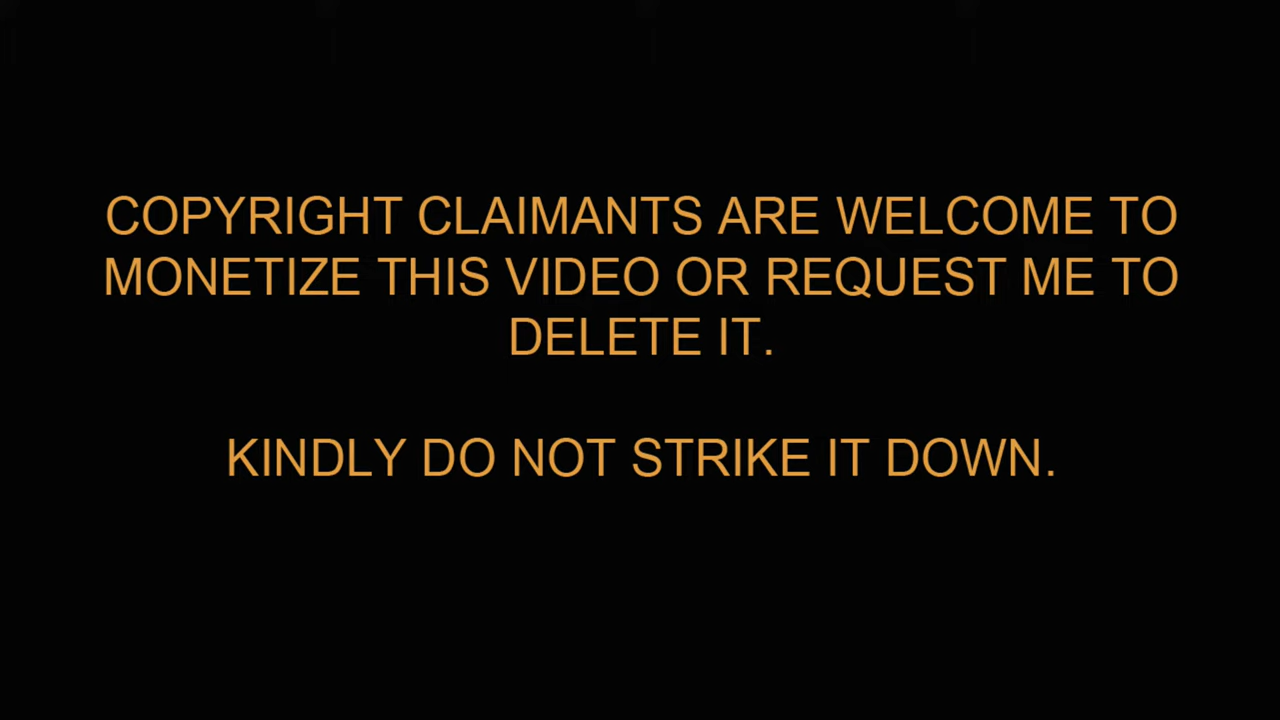 COPYRIGHT CLAIMANTS ARE WELCOME TO
MONETIZE THIS VIDEO OR REQUEST ME TO
DELETE IT.
KINDLY DO NOT STRIKE IT DOWN.